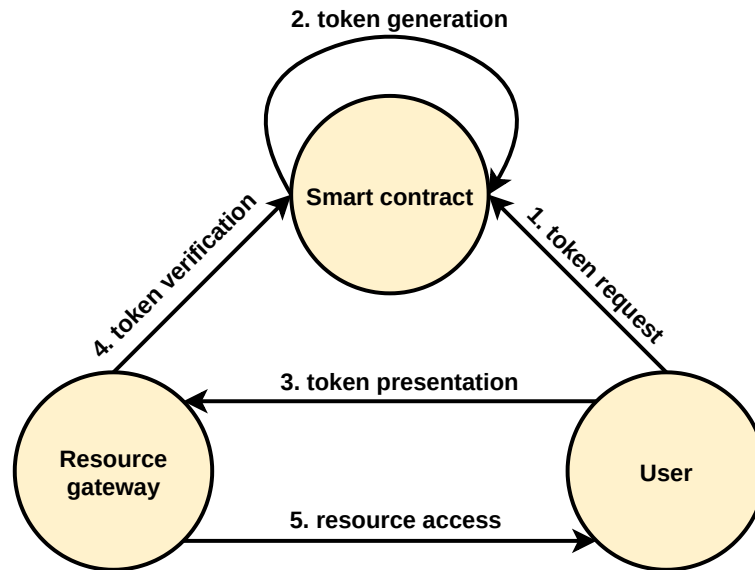 2. token generation
Smart contract
1. token request
4. token verification
3. token presentation
Resource
gateway
User
5. resource access